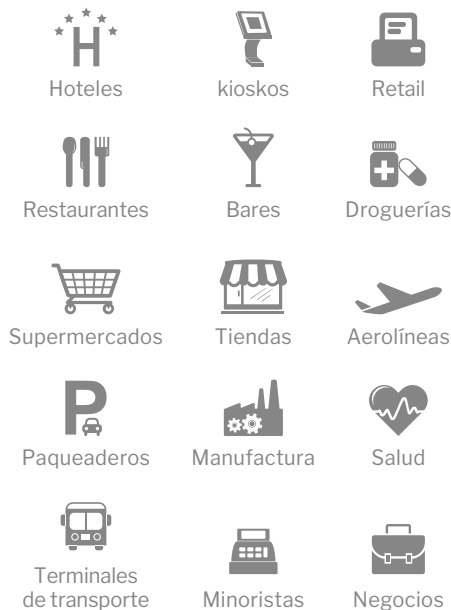 Hoteles
kioskos
Retail
Restaurantes
Bares
Droguerías
Supermercados
Tiendas
Aerolíneas
Paqueaderos
Manufactura
Salud
Terminales
de transporte
Minoristas
Negocios